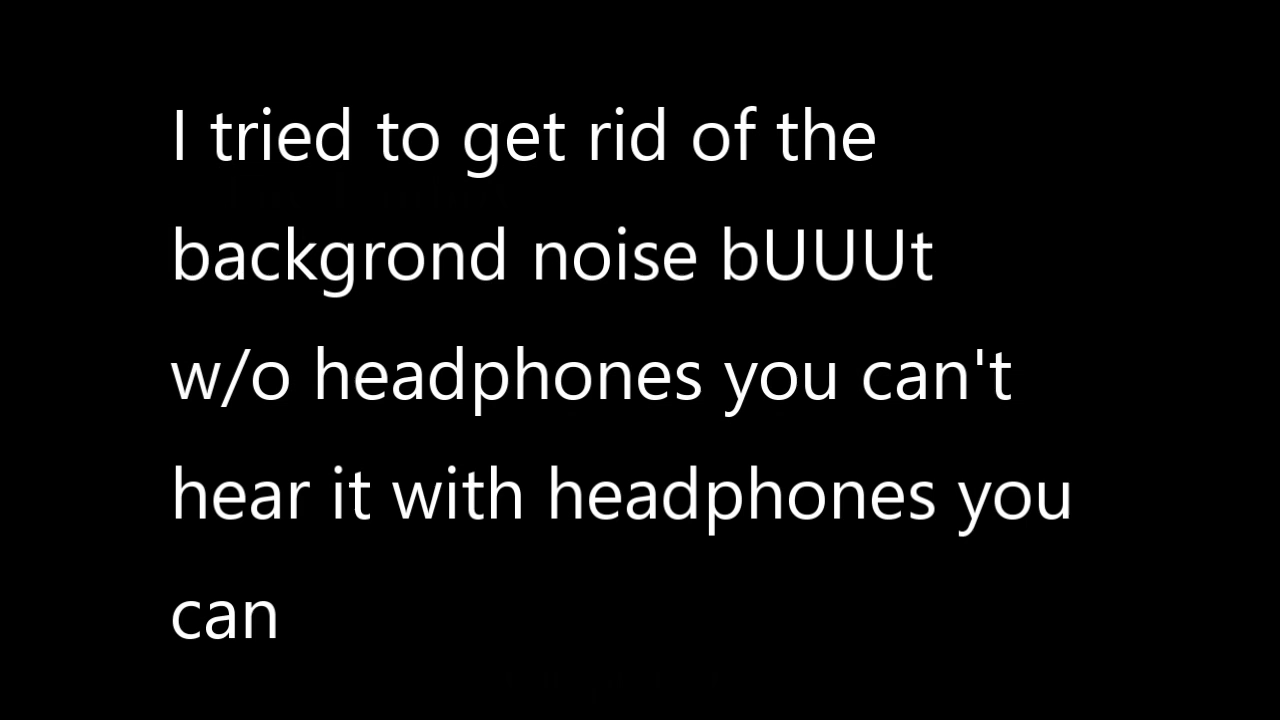 I tried to get rid of the
backgrond noise bUUUt
w/o headphones you can't
hear it with headphones you
can